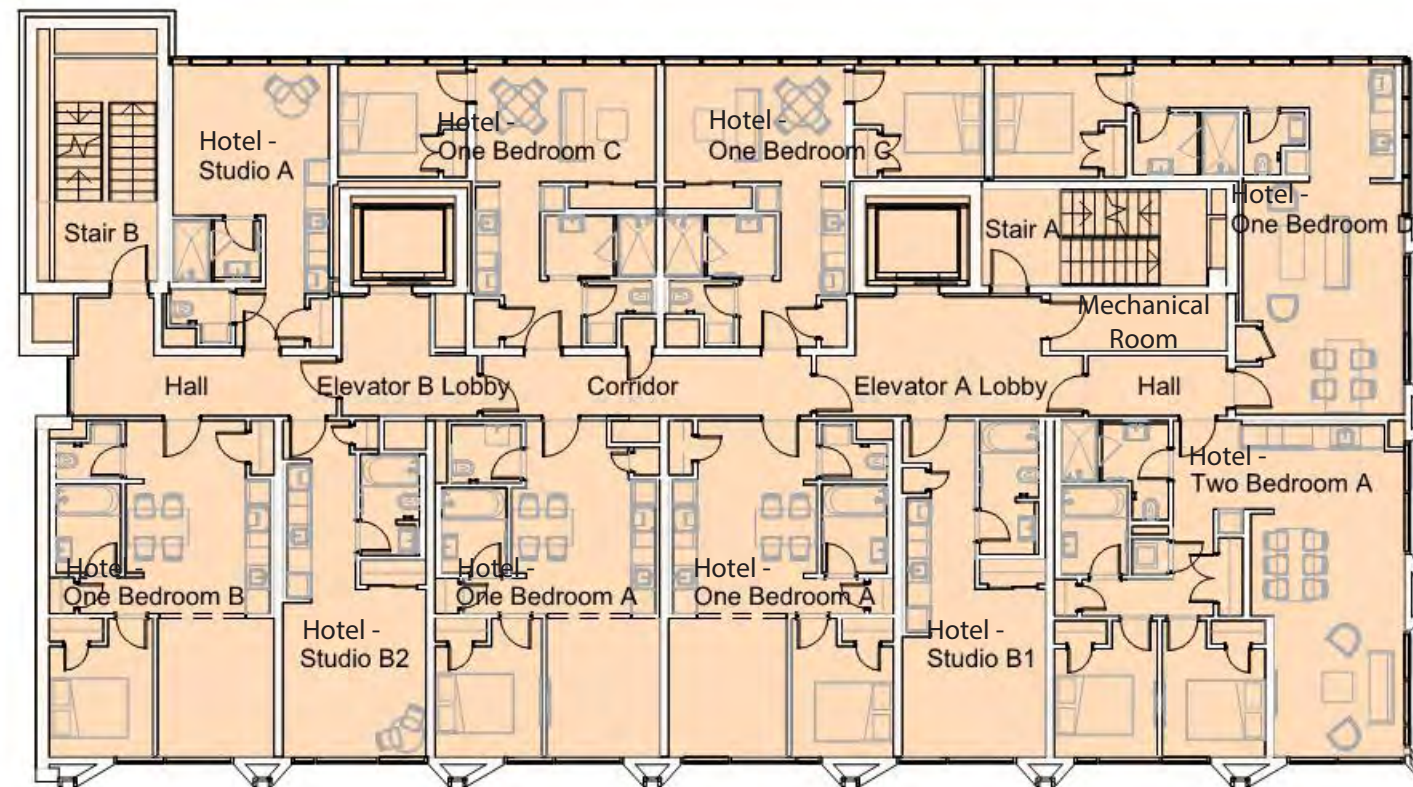 Hotel -
Studio A
Hotel -
One Bedroom C
Hotel -
One Bedroom C
Stair B
Stair A
Hotel -
One Bedroom D
Mechanical
Room
Hall
Elevator B Lobby
Corridor
Elevator A Lobby
Hall
Hotel -
Two Bedroom A
Hotel -
One Bedroom B
Hotel -
One Bedroom A
Hotel -
One Bedroom A
Hotel -
Studio B2
Hotel -
Studio B1